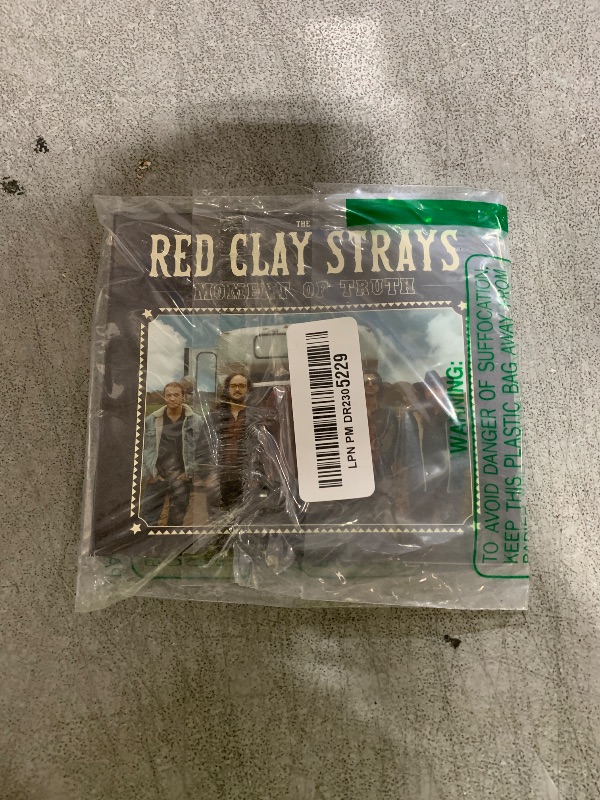 THE
RED CLAY STRAYS
MOMENT OF TRUTH
LPN PM DR2305229
WARNING:
TO AVOID DANGER OF SUFFOCATION,
KEEP THIS PLASTIC BAG AWAY FROM